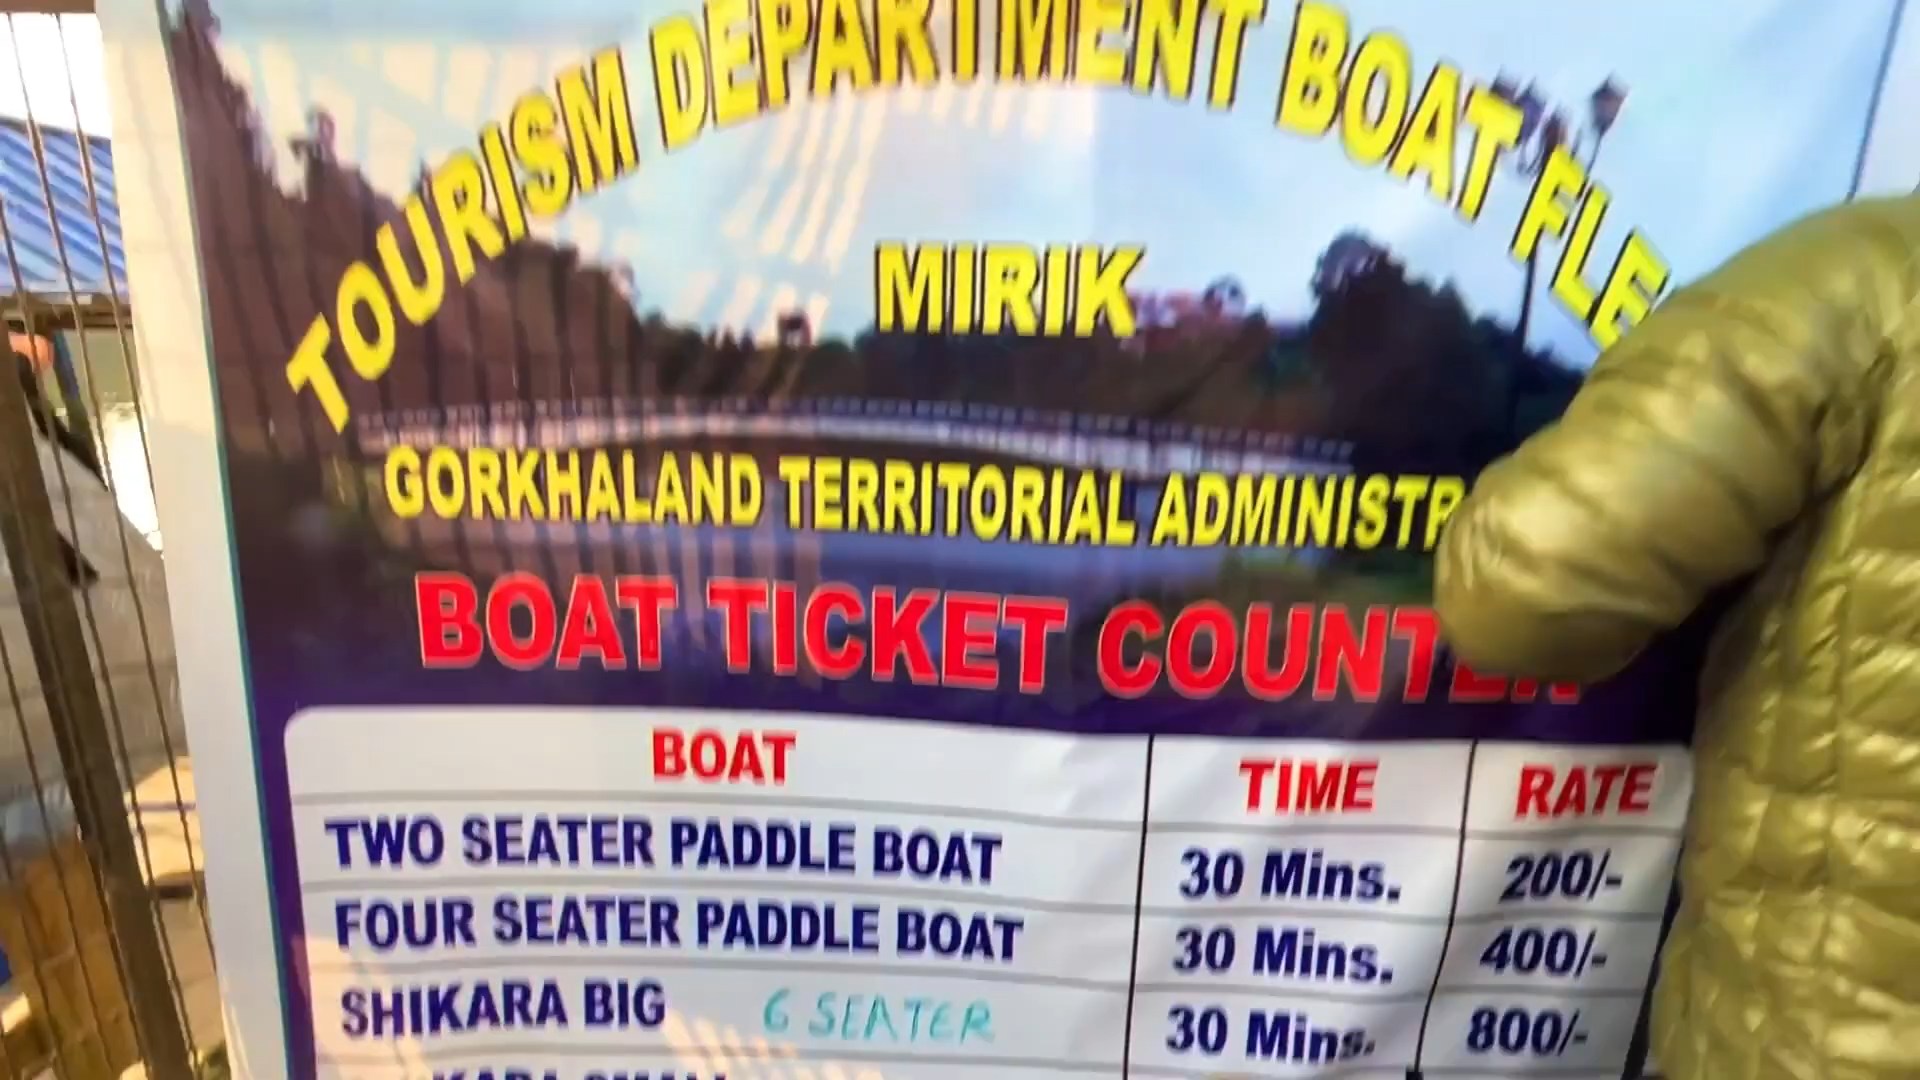 TOURISM DEPARTMENT BOAT
MIRIK
GORKHALAND TERRITORIAL
BOAT TICKET COUNTER
BOAT TIME RATE
TWO SEATER PADDLE BOAT 30 Mins. 200/-
FOUR SEATER PADDLE BOAT 30 Mins. 400/-
SHIKARA BIG 6 SEATER 30 Mins. 800/-